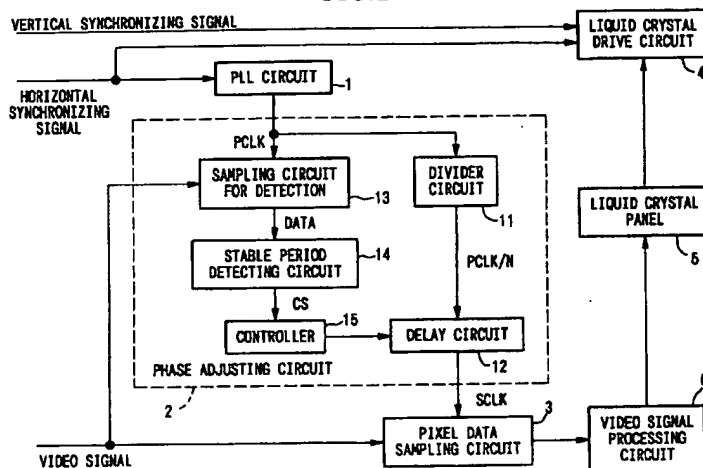 VERTICAL SYNCHRONIZING SIGNAL
LIQUID CRYSTAL
DRIVE CIRCUIT
4
PLL CIRCUIT
1
HORIZONTAL
SYNCHRONIZING
SIGNAL
PCLK
SAMPLING CIRCUIT
FOR DETECTION
13
DIVIDER
CIRCUIT
11
DATA
STABLE PERIOD
DETECTING CIRCUIT
14
PCLK/N
LIQUID CRYSTAL
PANEL
5
CS
CONTROLLER
15
DELAY CIRCUIT
12
PHASE ADJUSTING CIRCUIT
2
SCLK
VIDEO SIGNAL
PIXEL DATA
SAMPLING CIRCUIT
3
VIDEO SIGNAL
PROCESSING
CIRCUIT